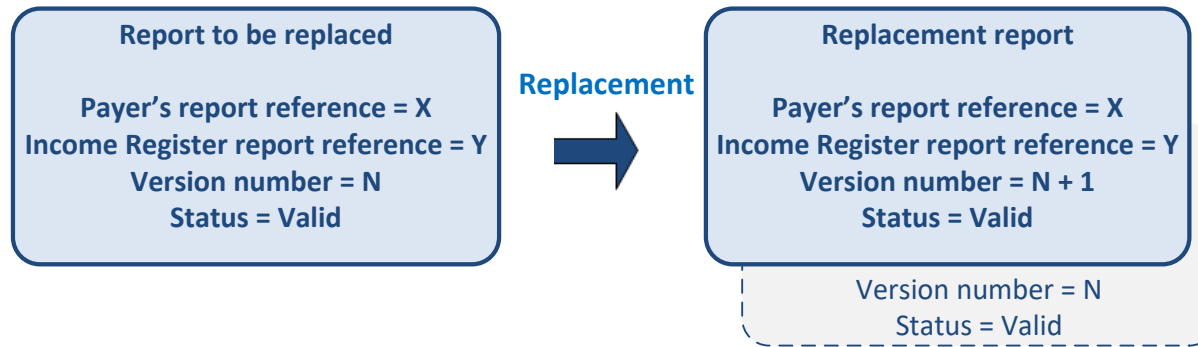 Report to be replaced
Payer’s report reference = X
Income Register report reference = Y
Version number = N
Status = Valid
Replacement
Replacement report
Payer’s report reference = X
Income Register report reference = Y
Version number = N + 1
Status = Valid
Version number = N
Status = Valid